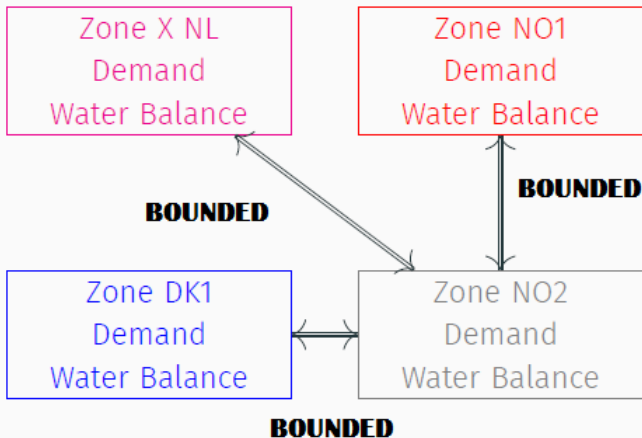 Zone X NL
Demand
Water Balance
Zone NO1
Demand
Water Balance
BOUNDED
BOUNDED
Zone DK1
Demand
Water Balance
Zone NO2
Demand
Water Balance
BOUNDED